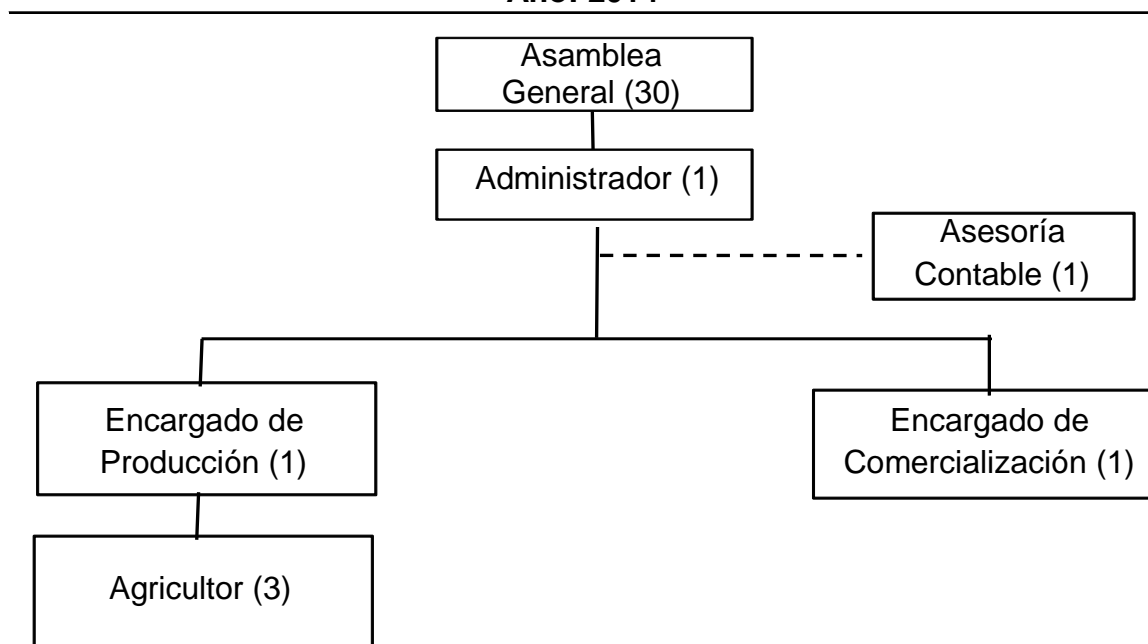 Asamblea
General (30)
Administrador (1)
Asesoría
Contable (1)
Encargado de
Producción (1)
Encargado de
Comercialización (1)
Agricultor (3)